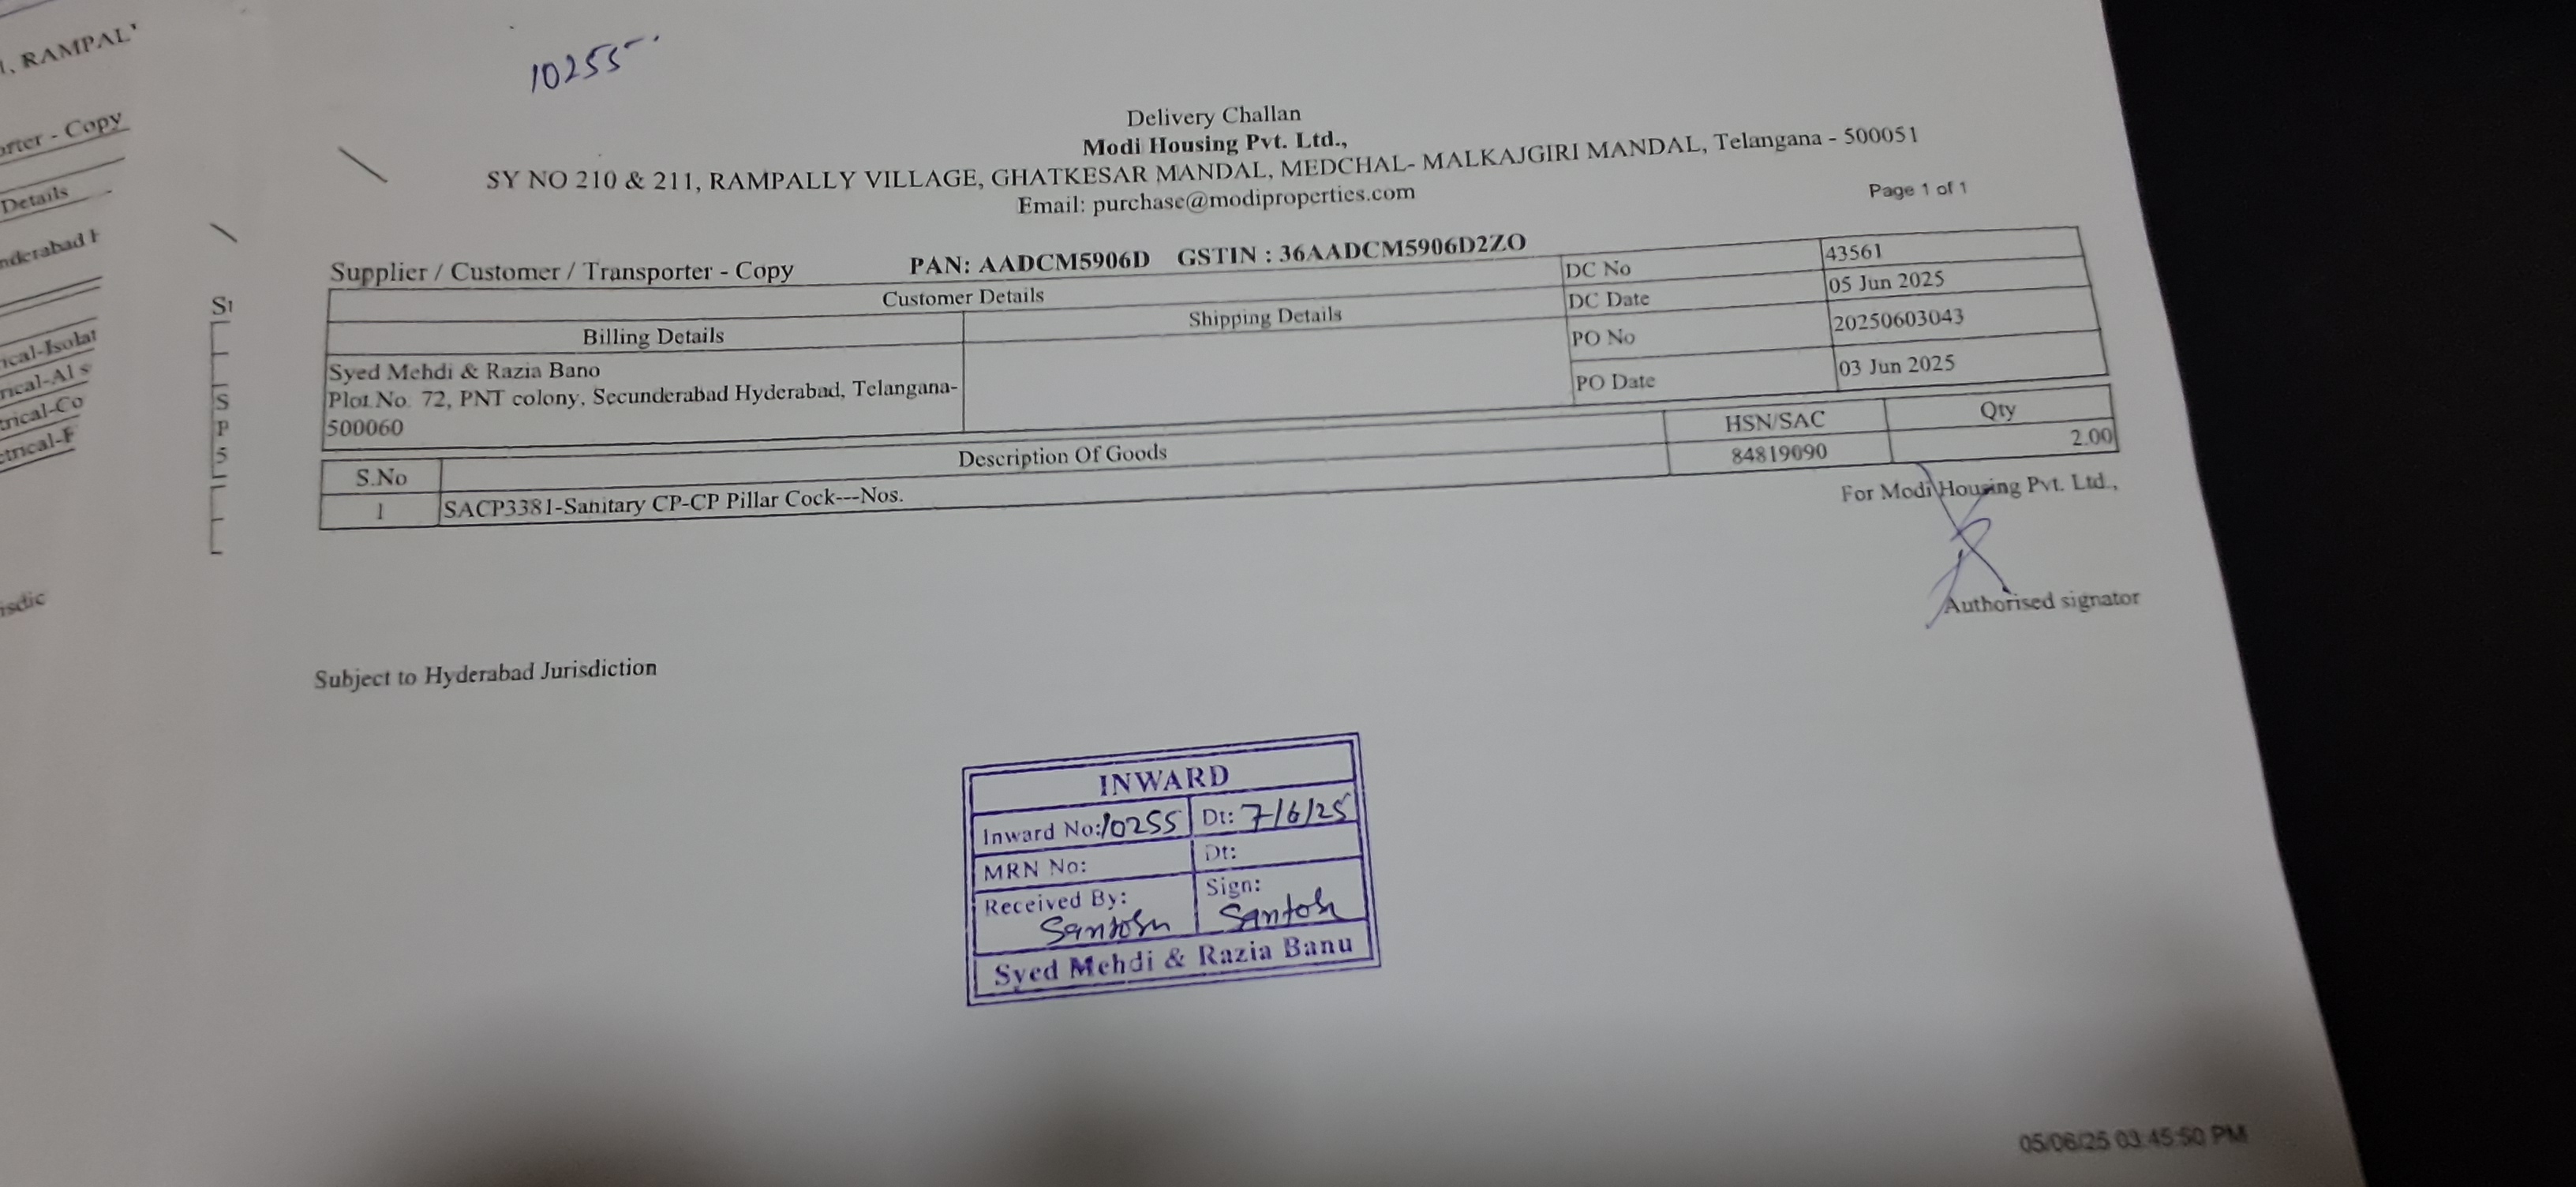 10255
Delivery Challan
Modi Housing Pvt. Ltd.,
SY NO 210 & 211, RAMPALLY VILLAGE, GHATKESAR MANDAL, MEDCHAL- MALKAJGIRI MANDAL, Telangana - 500051
Email: purchase@modiproperties.com
Page 1 of 1
Supplier / Customer / Transporter - Copy PAN: AADCM5906D GSTIN : 36AADCM5906D2ZO
Customer Details
Billing Details Shipping Details
Syed Mehdi & Razia Bano
Plot.No. 72, PNT colony, Secunderabad Hyderabad, Telangana-
500060
DC No 43561
DC Date 05 Jun 2025
PO No 20250603043
PO Date 03 Jun 2025
S.No Description Of Goods HSN/SAC Qty
1 SACP3381-Sanitary CP-CP Pillar Cock---Nos. 84819090 2.00
For Modi Housing Pvt. Ltd.,
Authorised signator
Subject to Hyderabad Jurisdiction
INWARD
Inward No: 10255 Dt: 7/6/25
MRN No: Dt:
Received By: Santosh Sign: Santosh
Syed Mehdi & Razia Banu
05/06/25 03:45:50 PM
, RAMPAL
- Copy
Details